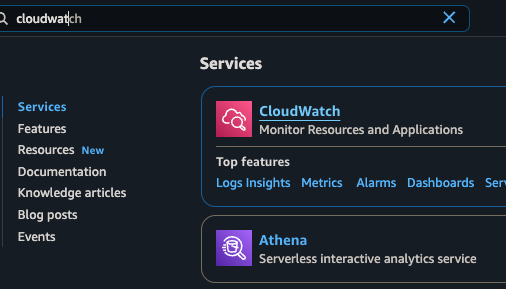 cloudwatch
Services
Services
Features
Resources New
Documentation
Knowledge articles
Blog posts
Events
CloudWatch
Monitor Resources and Applications
Top features
Logs Insights Metrics Alarms Dashboards
Athena
Serverless interactive analytics service